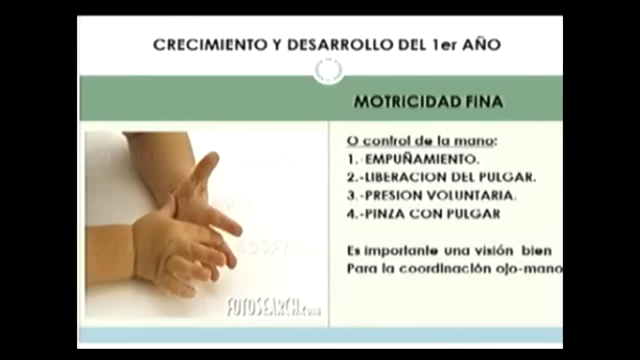 CRECIMIENTO Y DESARROLLO DEL 1er AÑO
MOTRICIDAD FINA
O control de la mano:
1.-EMPUÑAMIENTO.
2.-LIBERACION DEL PULGAR.
3.-PRESION VOLUNTARIA.
4.-PINZA CON PULGAR
Es importante una visión bien
Para la coordinación ojo-mano
FOTOSEARCH.com